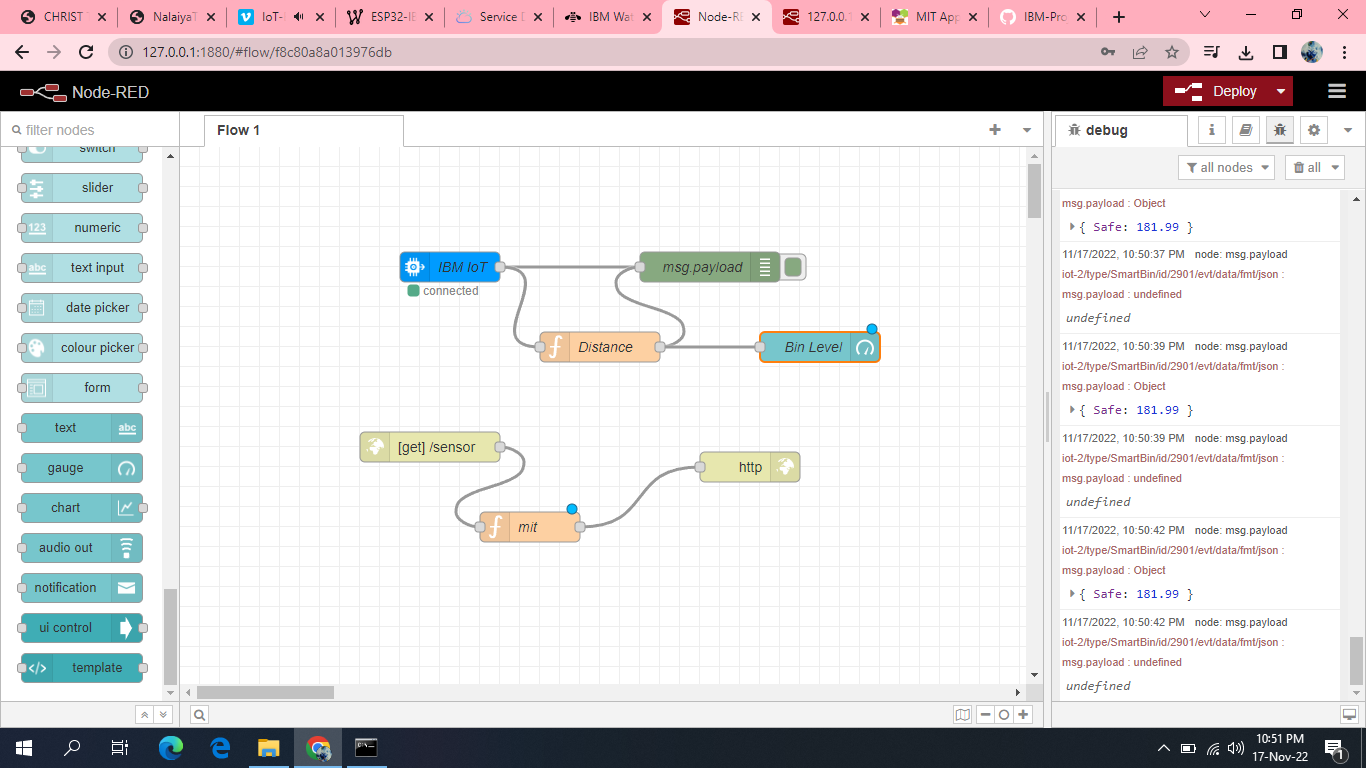 CHRIST
NalaiyaT
IoT-
ESP32-IE
Service
IBM Wat
Node-RE
127.0.0.1
MIT App
IBM-Pro
127.0.0.1:1880/#flow/f8c80a8a013976db
Node-RED
Deploy
filter nodes
Flow 1
debug
i
all nodes
all
switch
slider
123 numeric
abc text input
date picker
colour picker
form
text abc
gauge
chart
audio out
notification
ui control
</> template
IBM IoT
connected
msg.payload
f Distance
Bin Level
[get] /sensor
http
f mit
msg.payload : Object
{ Safe: 181.99 }
11/17/2022, 10:50:37 PM node: msg.payload
iot-2/type/SmartBin/id/2901/evt/data/fmt/json :
msg.payload : undefined
undefined
11/17/2022, 10:50:39 PM node: msg.payload
iot-2/type/SmartBin/id/2901/evt/data/fmt/json :
msg.payload : Object
{ Safe: 181.99 }
11/17/2022, 10:50:39 PM node: msg.payload
iot-2/type/SmartBin/id/2901/evt/data/fmt/json :
msg.payload : undefined
undefined
11/17/2022, 10:50:42 PM node: msg.payload
iot-2/type/SmartBin/id/2901/evt/data/fmt/json :
msg.payload : Object
{ Safe: 181.99 }
11/17/2022, 10:50:42 PM node: msg.payload
iot-2/type/SmartBin/id/2901/evt/data/fmt/json :
msg.payload : undefined
undefined
10:51 PM
17-Nov-22
1